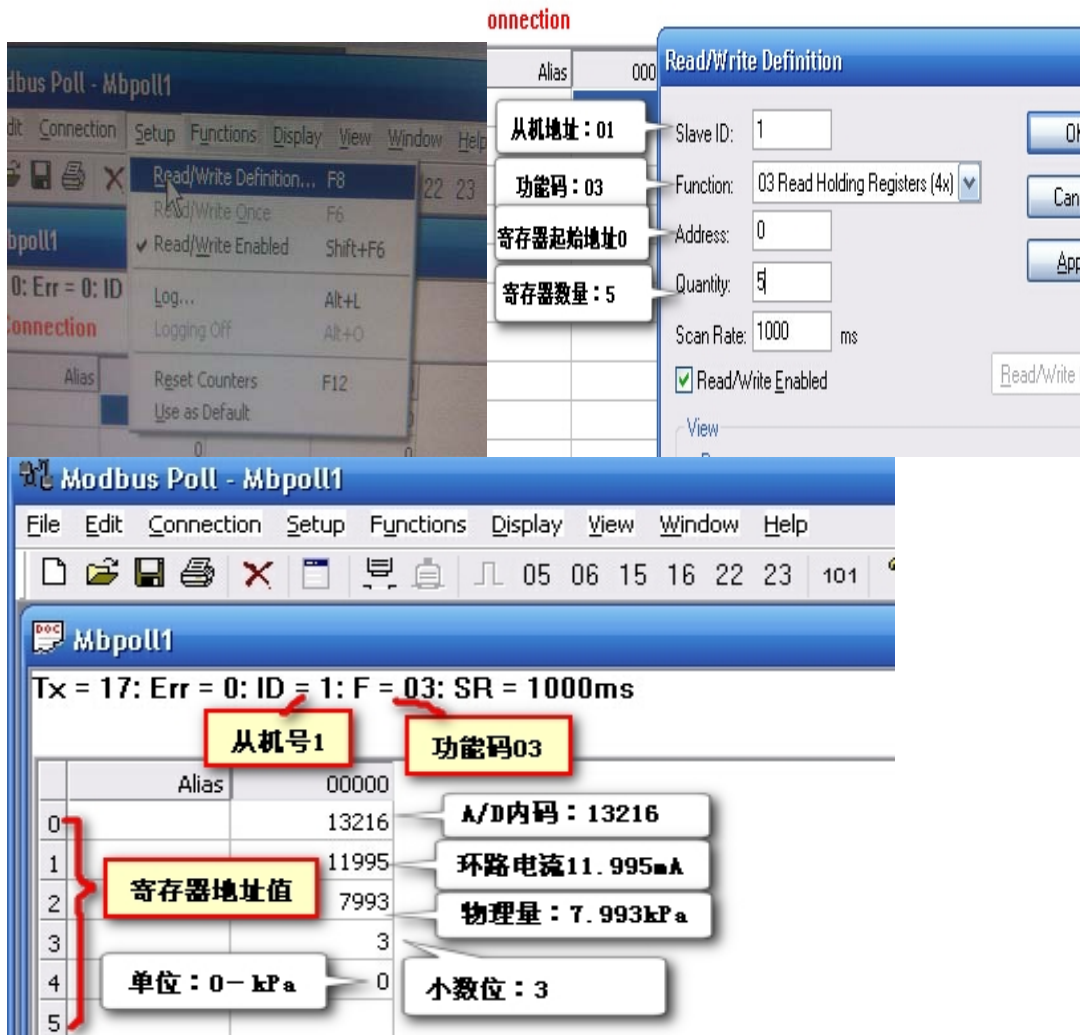 onnection
dbus Poll - Mbpoll1
dit Connection Setup Functions Display View Window Help
Read/Write Definition... F8
22 23
Read/Write Once F6
Read/Write Enabled Shift+F6
bpoll1
0: Err = 0: ID
Log... Alt+L
Connection
Logging Off Alt+O
Alias
Reset Counters F12
Use as Default
0
0
Alias 000
Read/Write Definition
从机地址：01
Slave ID: 1
功能码：03
Function: 03 Read Holding Registers (4x)
Can
寄存器起始地址0
Address: 0
App
寄存器数量：5
Quantity: 5
Scan Rate: 1000 ms
Read/Write Enabled
Read/Write
View
Modbus Poll - Mbpoll1
File Edit Connection Setup Functions Display View Window Help
05 06 15 16 22 23 101
DOC
Mbpoll1
Tx = 17: Err = 0: ID = 1: F = 03: SR = 1000ms
从机号1
功能码03
Alias 00000
0 13216
A/D内码：13216
1 11995
环路电流11.995mA
寄存器地址值
2 7993
物理量：7.993kPa
3 3
4 0
单位：0－kPa
小数位：3
5